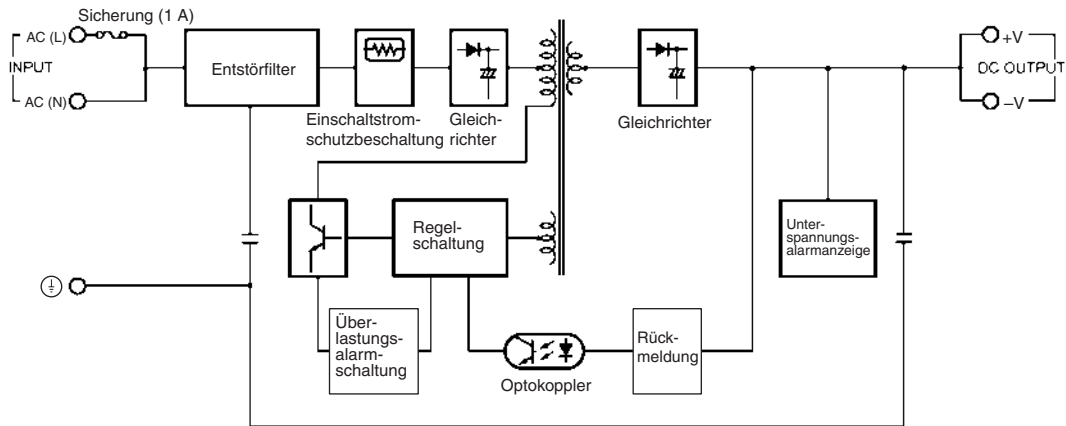 Sicherung (1 A)
AC (L)
INPUT
AC (N)
Entstörfilter
Einschaltstrom-
schutzbeschaltung
Gleich-
richter
Gleichrichter
+V
DC OUTPUT
–V
Regel-
schaltung
Unter-
spannungs-
alarmanzeige
Über-
lastungs-
alarm-
schaltung
Optokoppler
Rück-
meldung